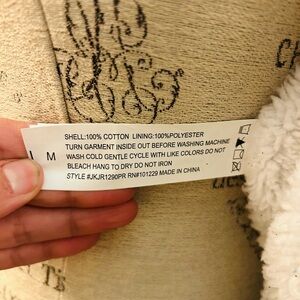 SHELL:100% COTTON LINING:100%POLYESTER
TURN GARMENT INSIDE OUT BEFORE WASHING MACHINE
L M WASH COLD GENTLE CYCLE WITH LIKE COLORS DO NOT
BLEACH HANG TO DRY DO NOT IRON
STYLE #JKJR1290PR RN#101229 MADE IN CHINA